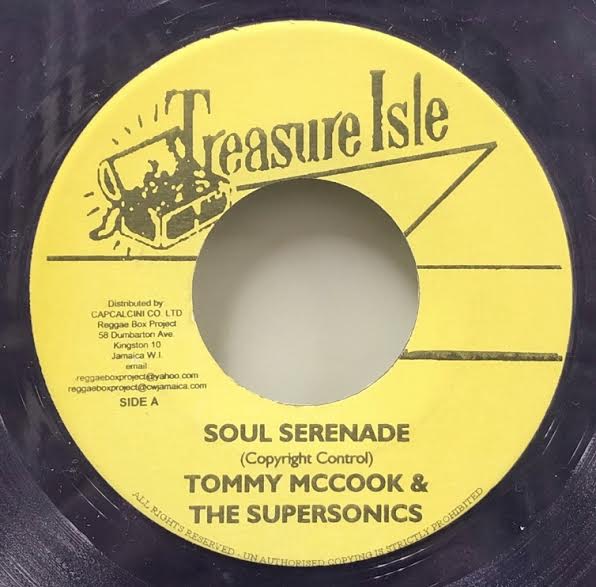 Treasure Isle
Distributed by
CAPCALCINI CO. LTD
Reggae Box Project
58 Dumbarton Ave.
Kingston 10
Jamaica W.I.
email
reggaeboxproject@yahoo.com
reggaeboxproject@cwjamaica.com
SIDE A
SOUL SERENADE
(Copyright Control)
TOMMY MCCOOK &
THE SUPERSONICS
ALL RIGHTS RESERVED - UN AUTHORISED COPYING IS STRICTLY PROHIBITED